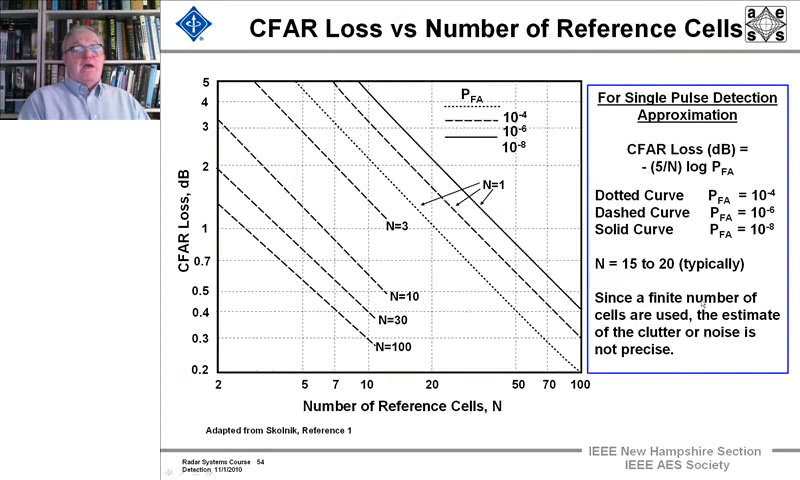 CFAR Loss vs Number of Reference Cells
a e
s s
5
4
3
2
1
0.7
0.5
0.4
0.3
0.2
CFAR Loss, dB
PFA
10-4
10-6
10-8
N=1
N=3
N=10
N=30
N=100
2 5 7 10 20 50 70 100
Number of Reference Cells, N
Adapted from Skolnik, Reference 1
For Single Pulse Detection
Approximation
CFAR Loss (dB) =
- (5/N) log PFA
Dotted Curve PFA = 10-4
Dashed Curve PFA = 10-6
Solid Curve PFA = 10-8
N = 15 to 20 (typically)
Since a finite number of
cells are used, the estimate
of the clutter or noise is
not precise.
Radar Systems Course 54
Detection 11/1/2010
IEEE New Hampshire Section
IEEE AES Society